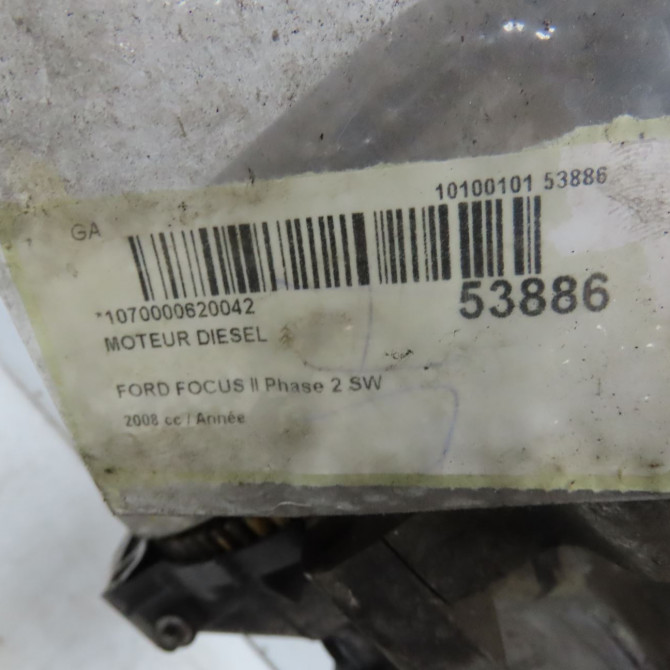 10100101 53886
GA
*1070000620042
53886
MOTEUR DIESEL
FORD FOCUS II Phase 2 SW
2008 cc / Année